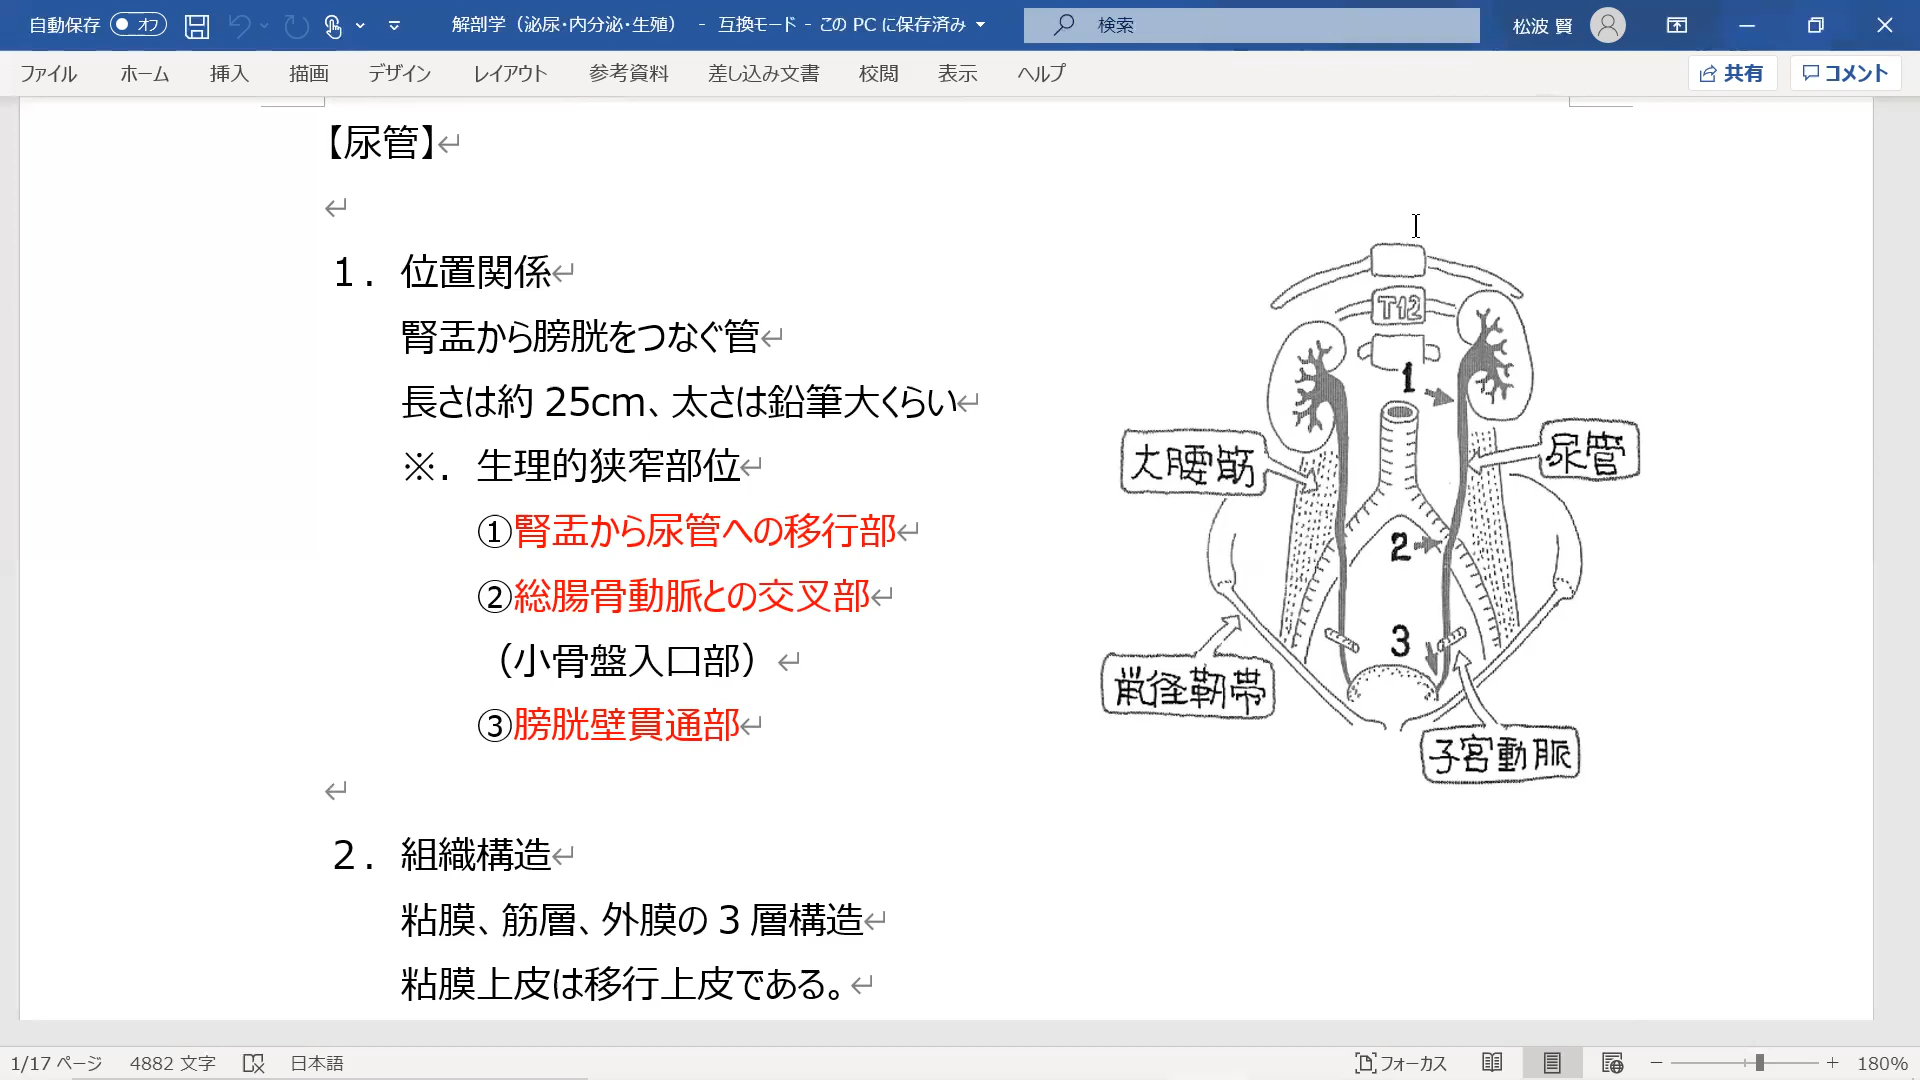 自動保存 オフ
解剖学（泌尿・内分泌・生殖） - 互換モード - この PC に保存済み
検索
松波 賢
ファイル ホーム 挿入 描画 デザイン レイアウト 参考資料 差し込み文書 校閲 表示 ヘルプ
共有 コメント
【尿管】
１．位置関係
腎盂から膀胱をつなぐ管
長さは約 25cm、太さは鉛筆大くらい
※．生理的狭窄部位
①腎盂から尿管への移行部
②総腸骨動脈との交叉部
（小骨盤入口部）
③膀胱壁貫通部
２．組織構造
粘膜、筋層、外膜の 3 層構造
粘膜上皮は移行上皮である。
T12
1
大腰筋
尿管
2
3
鼡径靭帯
子宮動脈
1/17 ページ 4882 文字 日本語
フォーカス
180%